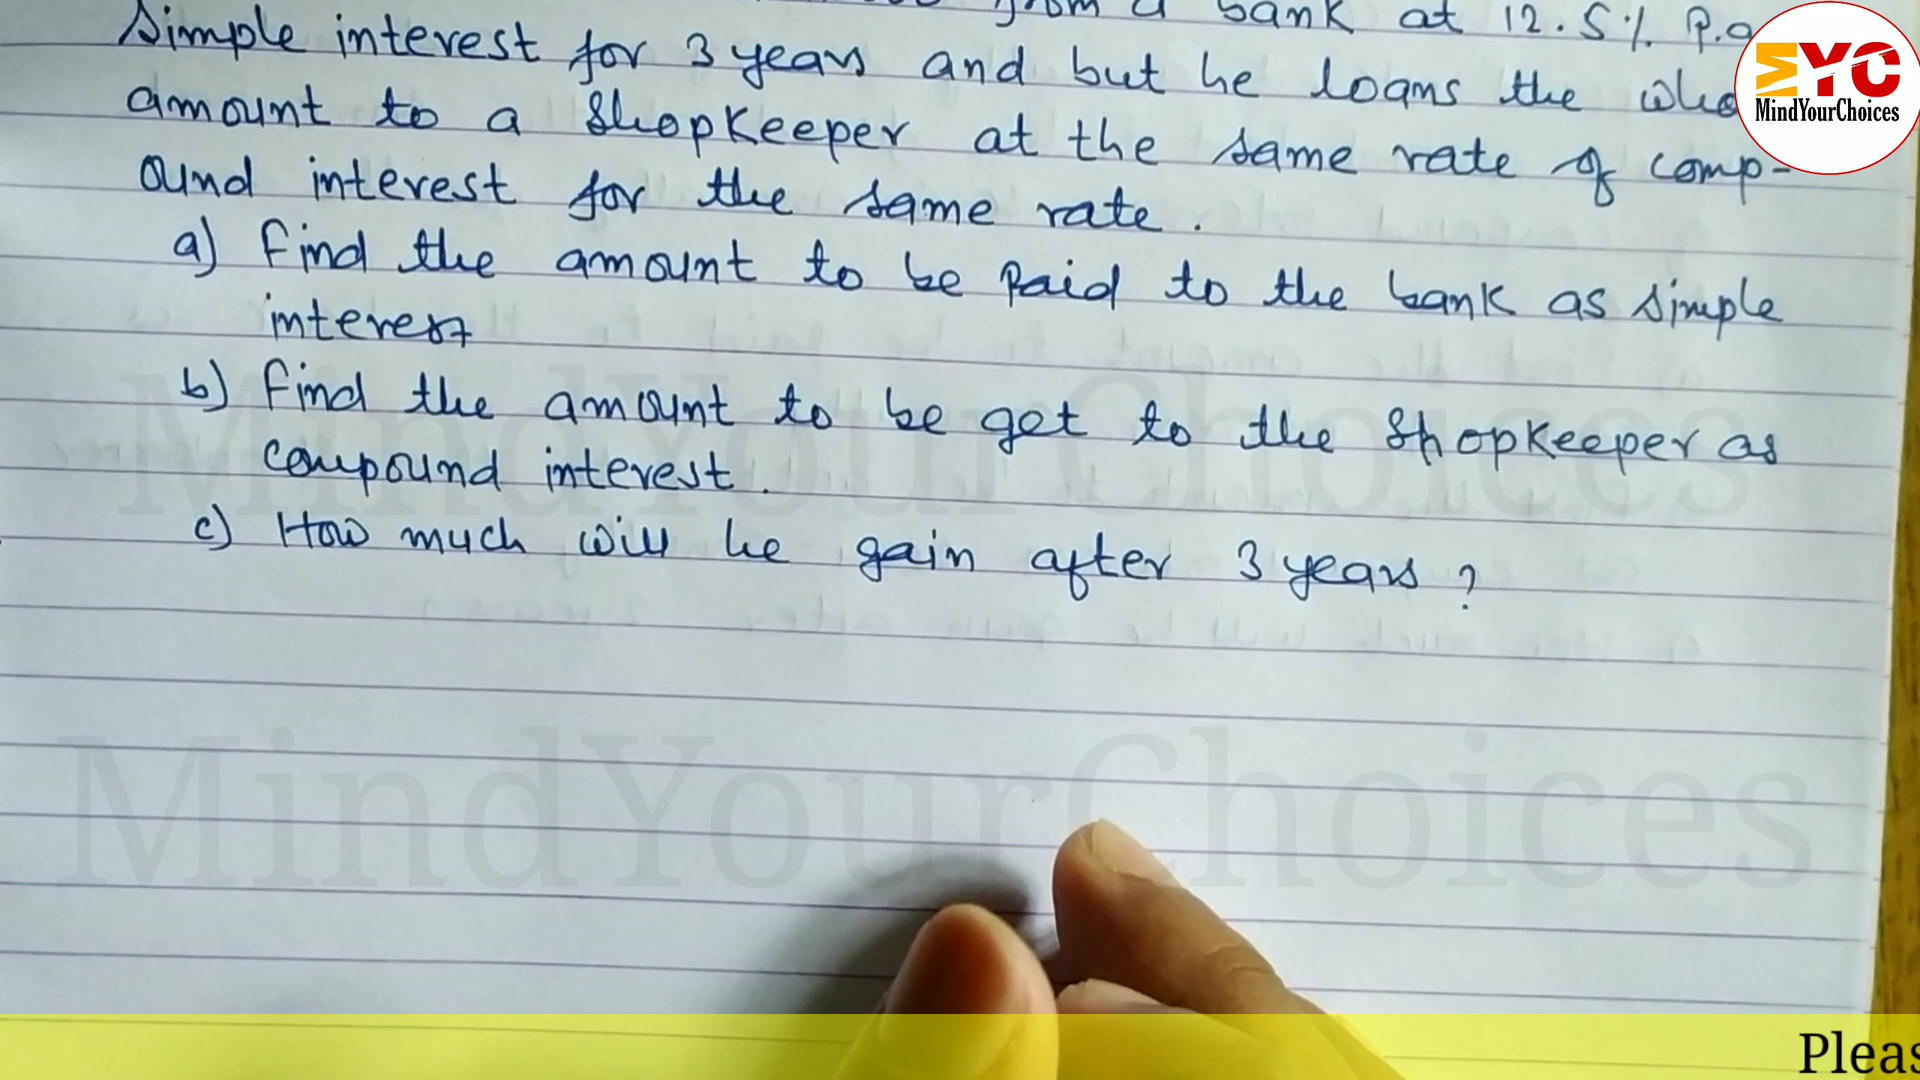 from a bank at 12.5% P.a
Simple interest for 3 years and but he loans the
amount to a Shopkeeper at the same rate of comp-
ound interest for the same rate.
a) Find the amount to be Paid to the bank as simple
interest
b) Find the amount to be get to the Shopkeeper as
compound interest.
c) How much will he gain after 3 years?
MYC
MindYourChoices
MindYourChoices
MindYourChoices
Pleas